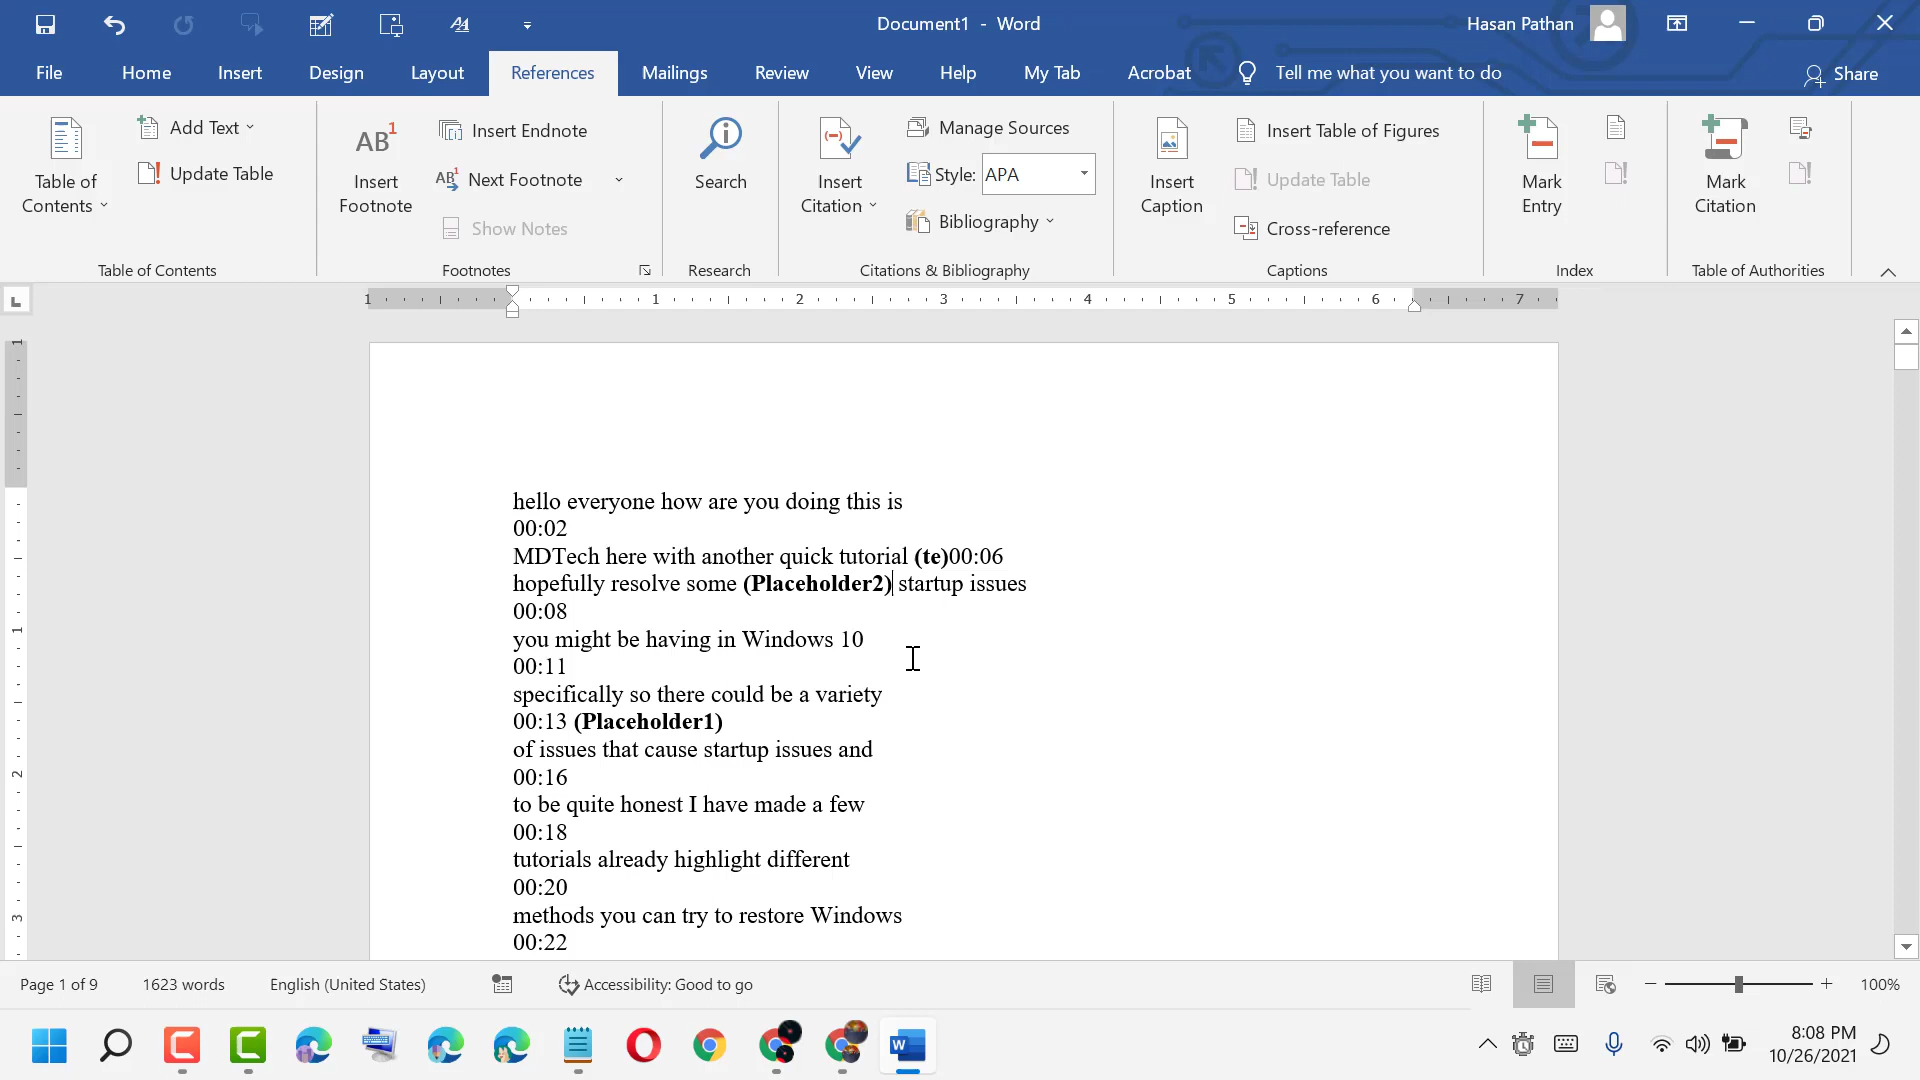 Document1 - Word
Hasan Pathan
File Home Insert Design Layout References Mailings Review View Help My Tab Acrobat Tell me what you want to do Share
Table of Contents
Add Text
Update Table
Table of Contents
AB1
Insert Footnote
Insert Endnote
Next Footnote
Show Notes
Footnotes
Search
Research
Insert Citation
Manage Sources
Style: APA
Bibliography
Citations & Bibliography
Insert Caption
Insert Table of Figures
Update Table
Cross-reference
Captions
Mark Entry
Index
Mark Citation
Table of Authorities
1 1 2 3 4 5 6 7
hello everyone how are you doing this is
00:02
MDTech here with another quick tutorial (te)00:06
hopefully resolve some (Placeholder2) startup issues
00:08
you might be having in Windows 10
00:11
specifically so there could be a variety
00:13 (Placeholder1)
of issues that cause startup issues and
00:16
to be quite honest I have made a few
00:18
tutorials already highlight different
00:20
methods you can try to restore Windows
00:22
Page 1 of 9 1623 words English (United States) Accessibility: Good to go 100%
8:08 PM
10/26/2021